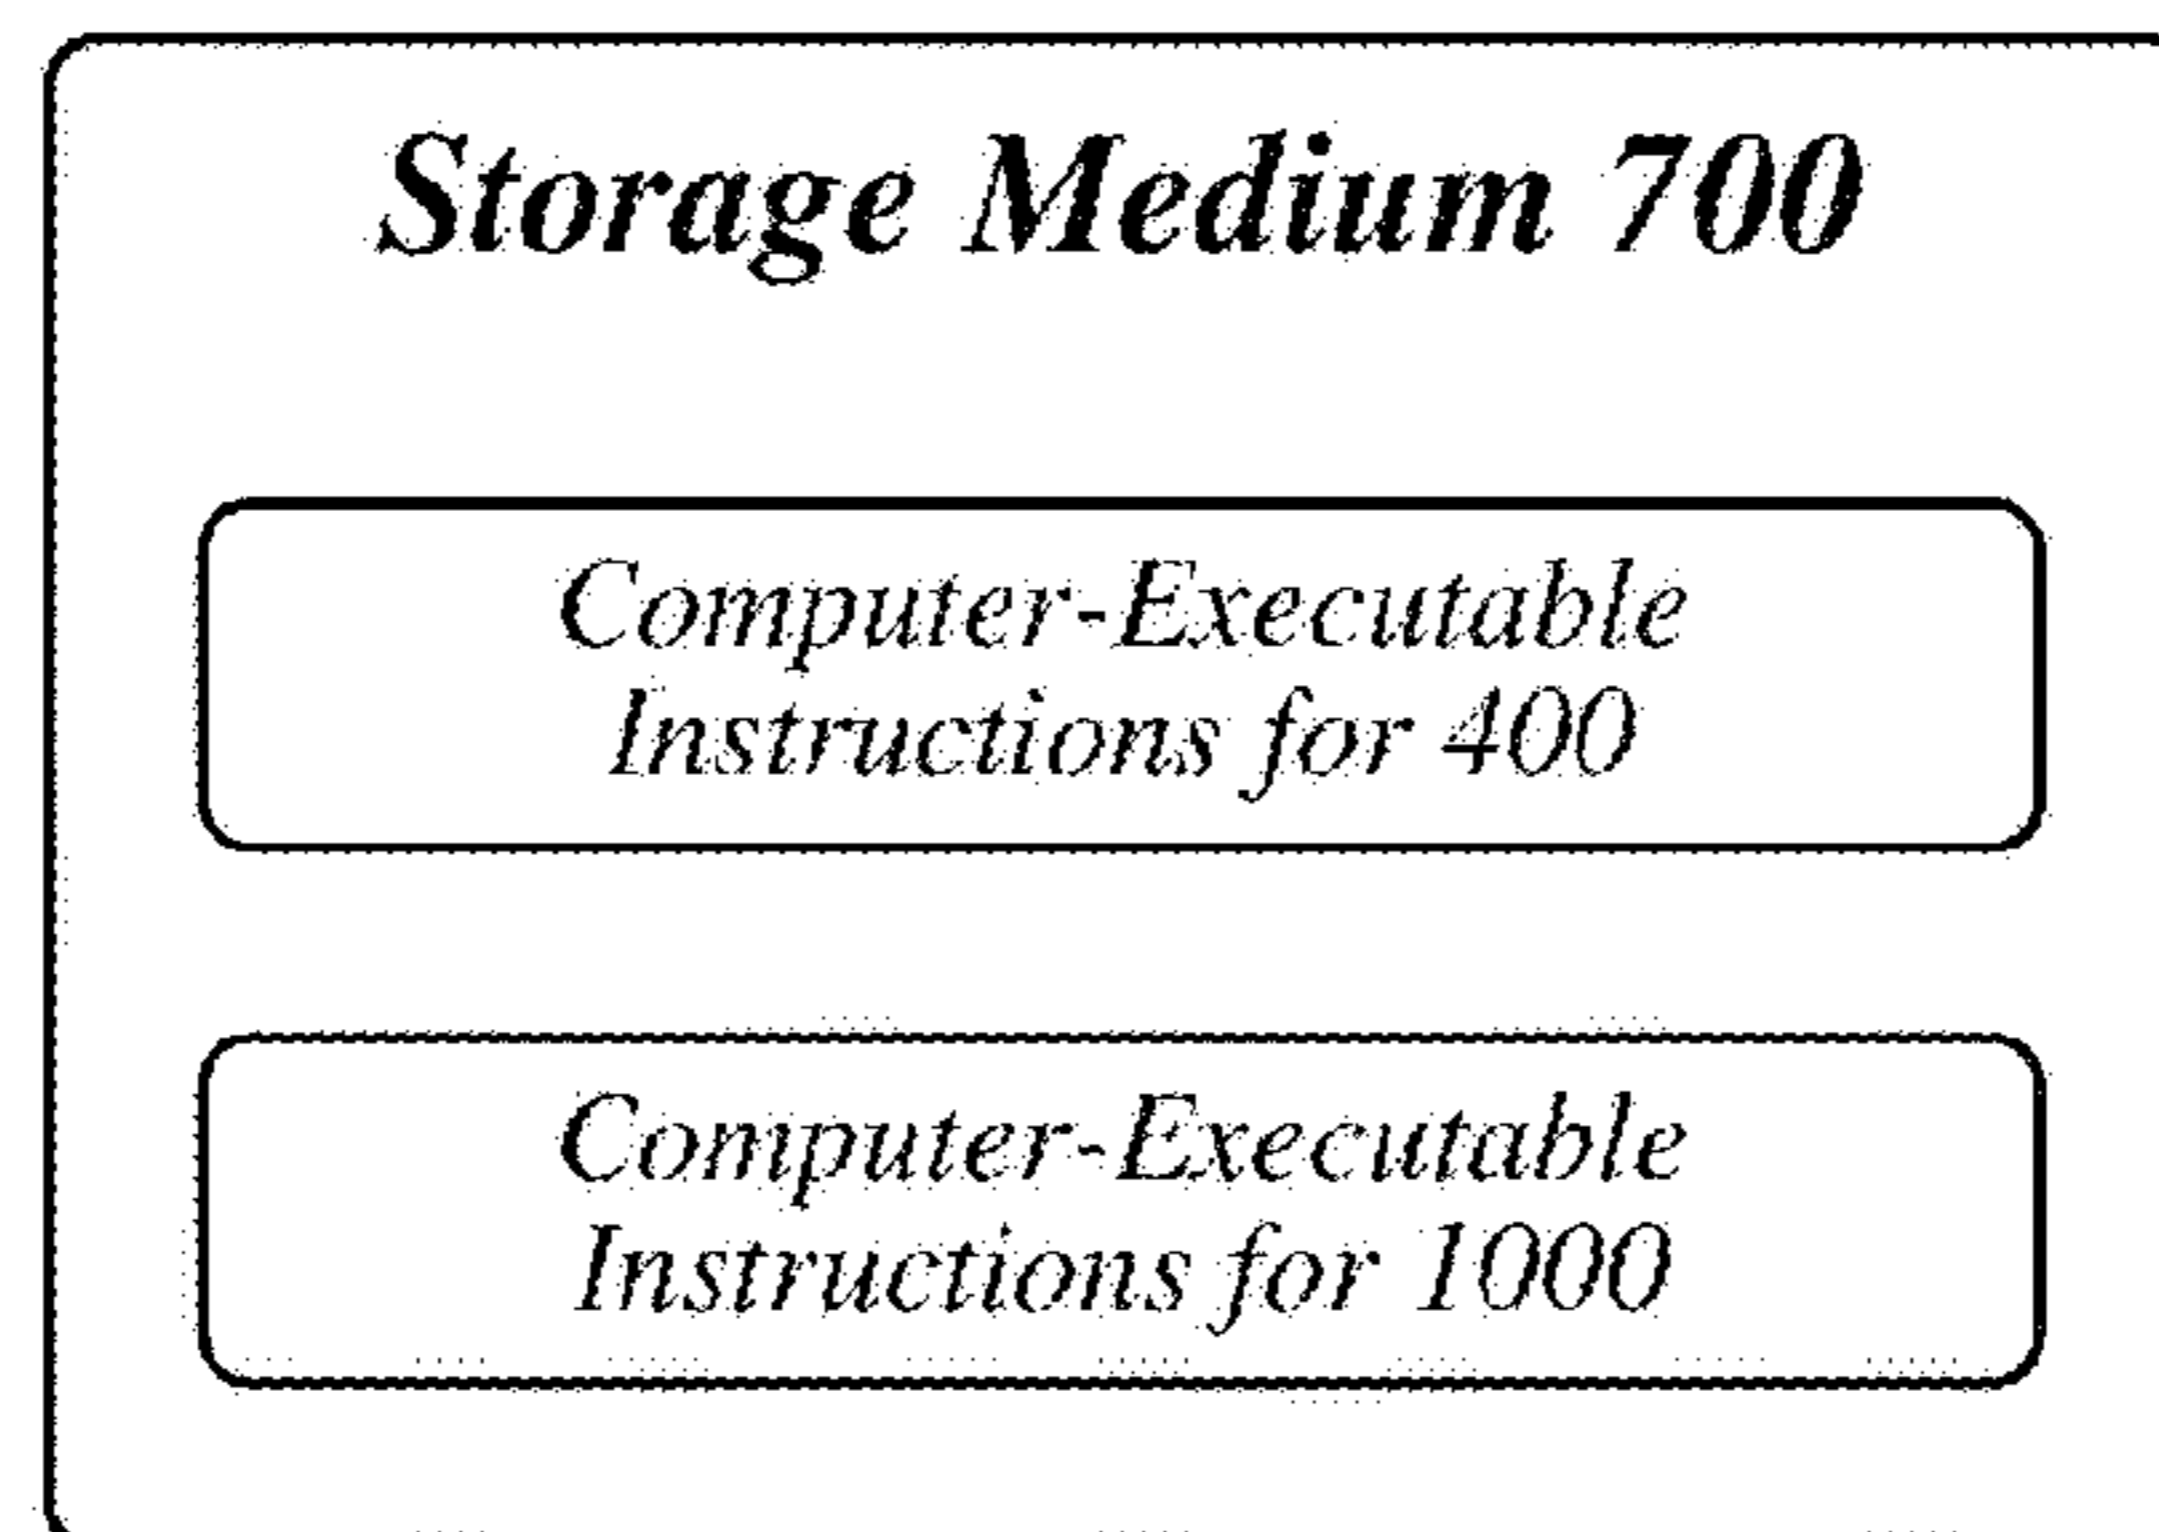 Storage Medium 700
Computer-Executable
Instructions for 400
Computer-Executable
Instructions for 1000